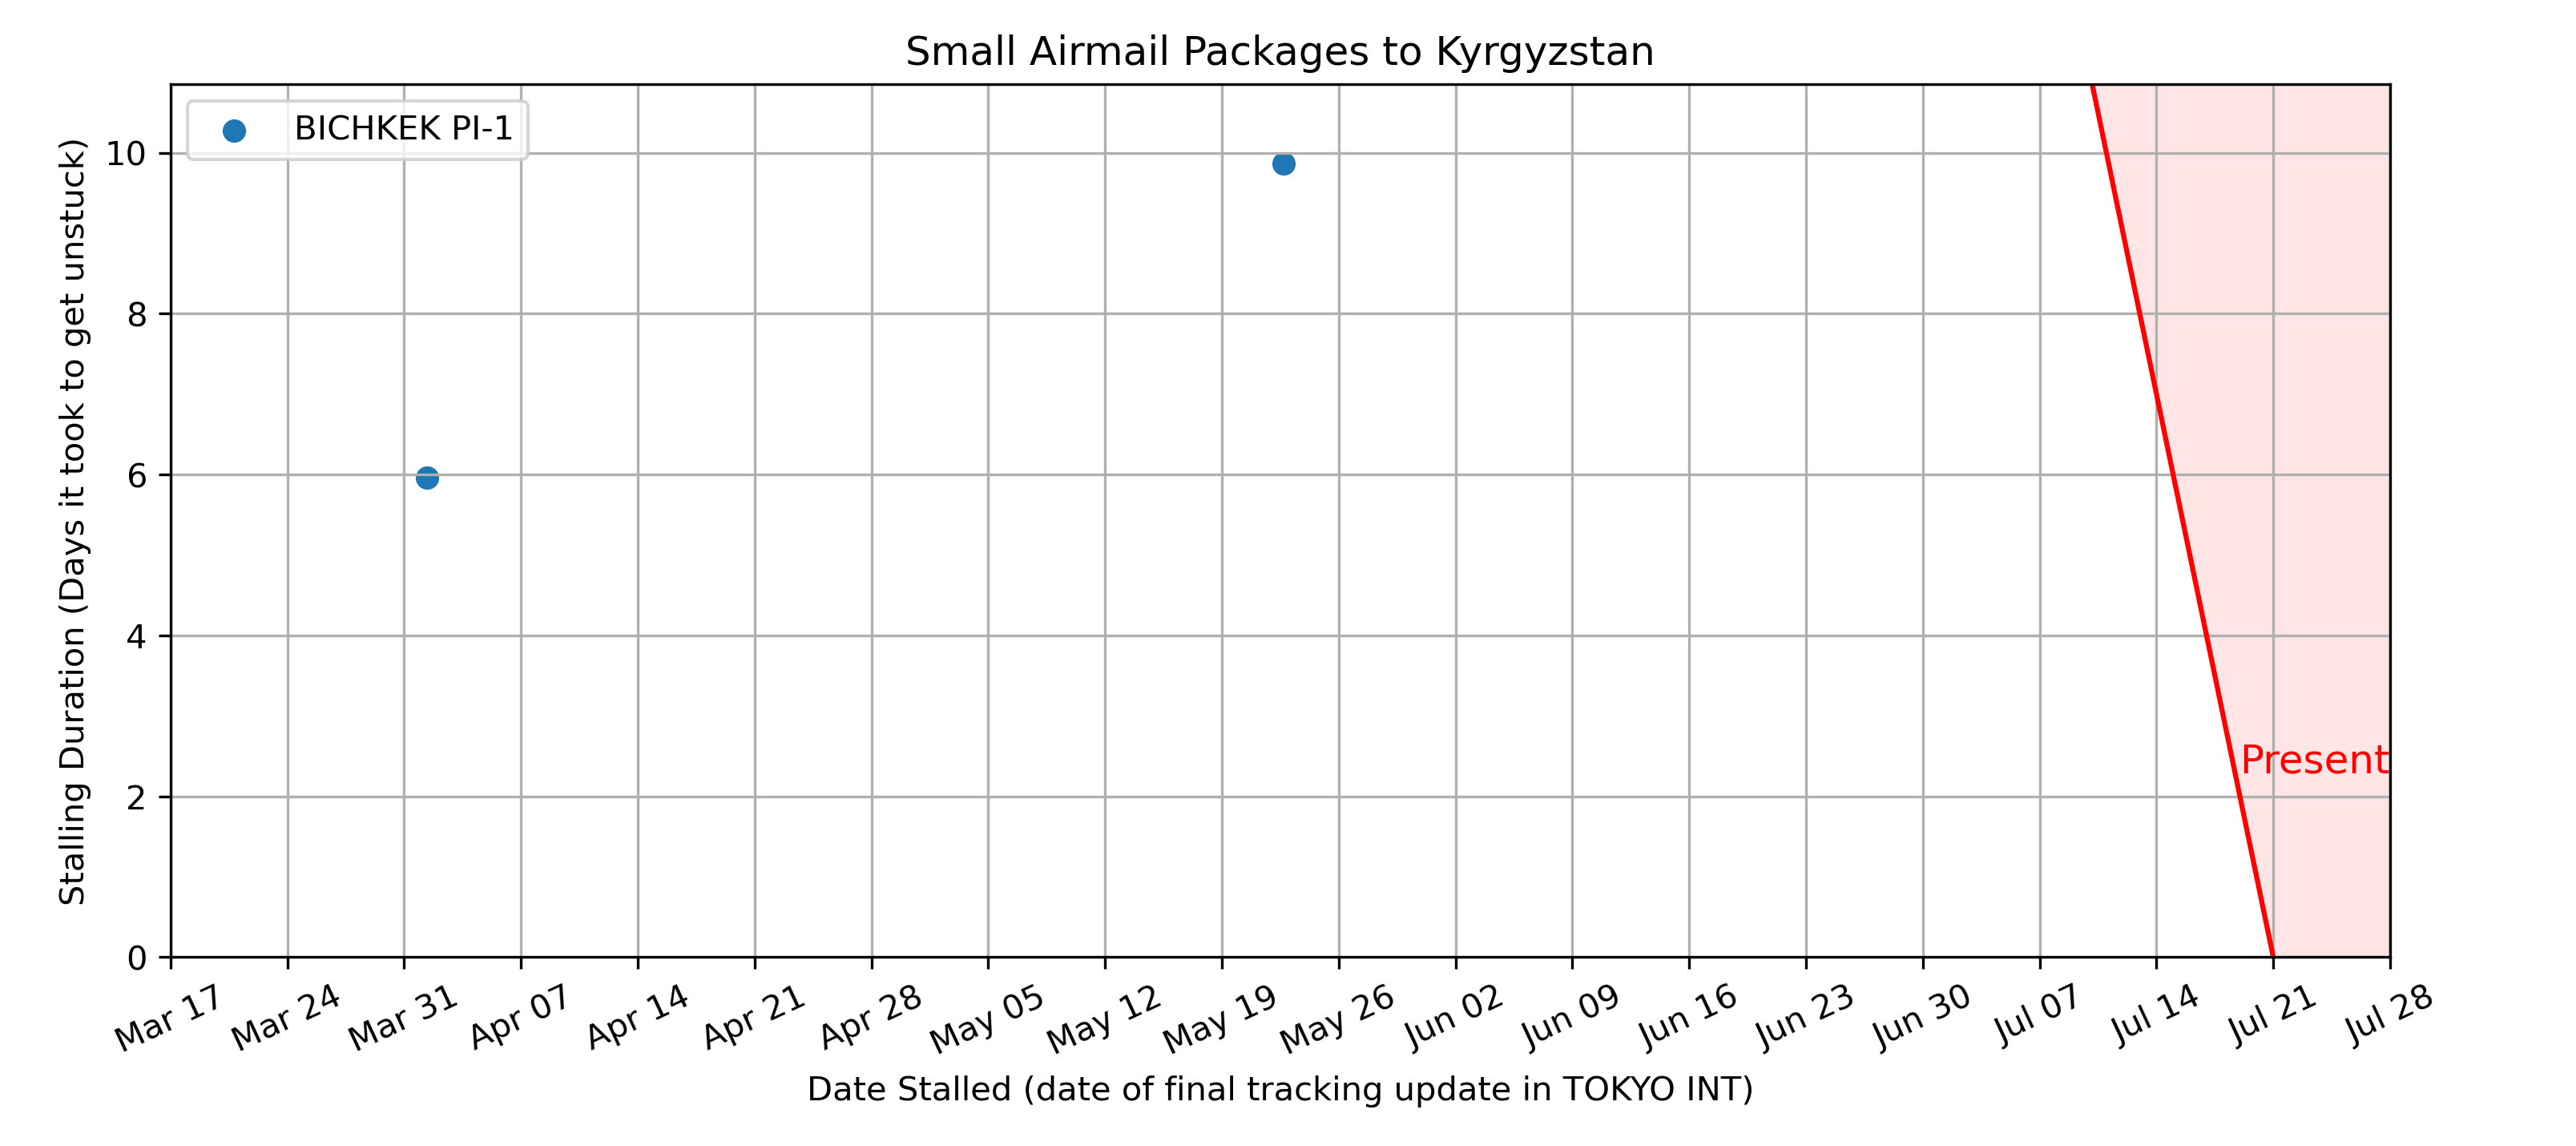 Small Airmail Packages to Kyrgyzstan
BICHKEK PI-1
Stalling Duration (Days it took to get unstuck)
10
8
6
4
2
0
Present
Mar 17
Mar 24
Mar 31
Apr 07
Apr 14
Apr 21
Apr 28
May 05
May 12
May 19
May 26
Jun 02
Jun 09
Jun 16
Jun 23
Jun 30
Jul 07
Jul 14
Jul 21
Jul 28
Date Stalled (date of final tracking update in TOKYO INT)